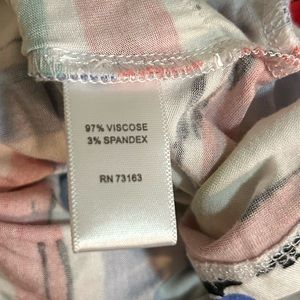 97% VISCOSE
3% SPANDEX
RN 73163